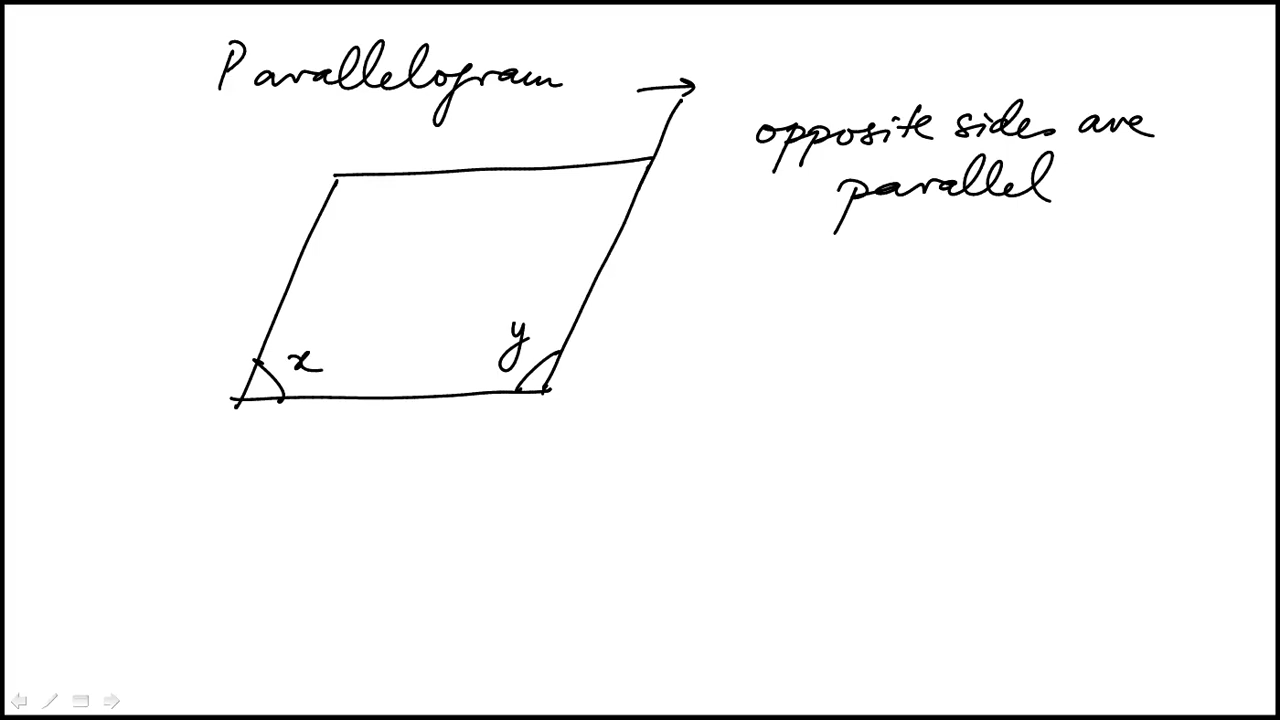 Parallelogram
opposite sides are
parallel
y
x